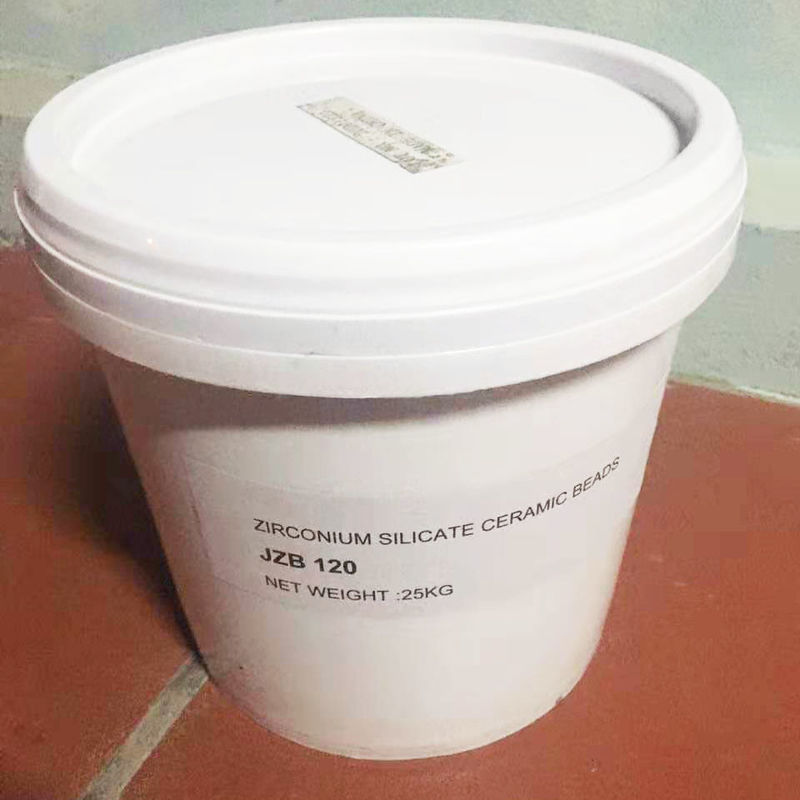 ZIRCONIUM SILICATE CERAMIC BEADS
JZB 120
NET WEIGHT :25KG